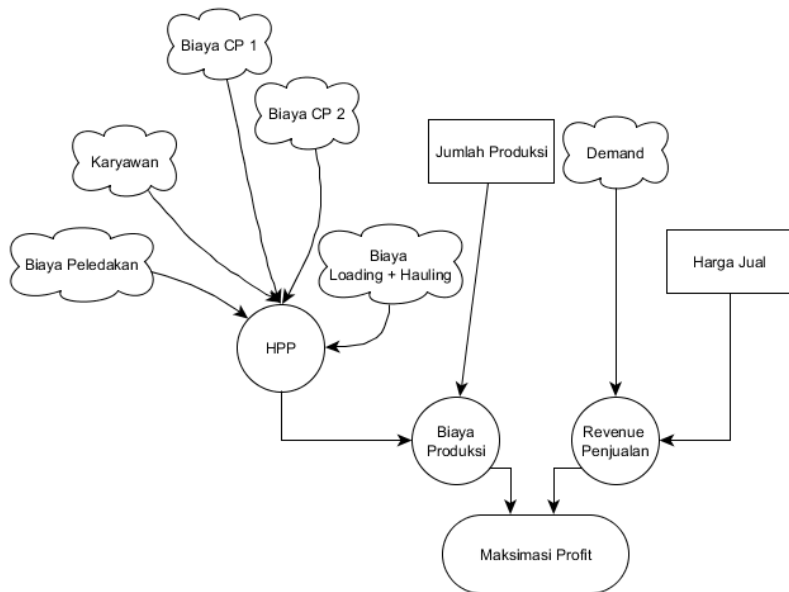 Biaya CP 1
Biaya CP 2
Karyawan
Biaya Peledakan
Biaya
Loading + Hauling
HPP
Jumlah Produksi
Demand
Harga Jual
Biaya
Produksi
Revenue
Penjualan
Maksimasi Profit